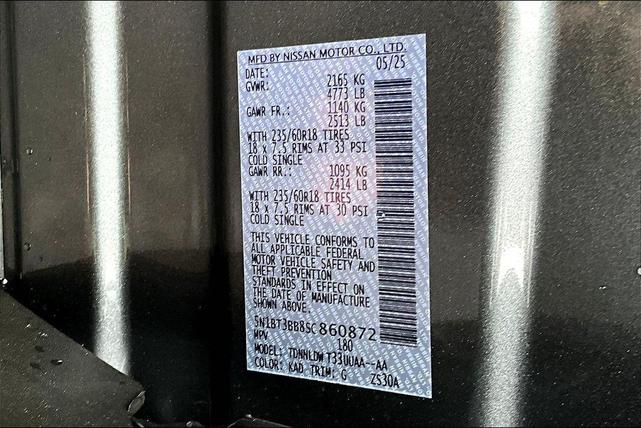 MFD BY NISSAN MOTOR CO., LTD.
DATE: 05/25
GVWR: 2165 KG
4773 LB
GAWR FR.: 1140 KG
2513 LB
WITH 235/60R18 TIRES
18 x 7.5 RIMS AT 33 PSI
COLD SINGLE
GAWR RR.: 1095 KG
2414 LB
WITH 235/60R18 TIRES
18 x 7.5 RIMS AT 30 PSI
COLD SINGLE
THIS VEHICLE CONFORMS TO
ALL APPLICABLE FEDERAL
MOTOR VEHICLE SAFETY AND
THEFT PREVENTION
STANDARDS IN EFFECT ON
THE DATE OF MANUFACTURE
SHOWN ABOVE.
5N1BT3BB8SC860872
MPV 180
MODEL: TDNNLDW T33UUAA--AA
COLOR: KAD TRIM: G ZS30A